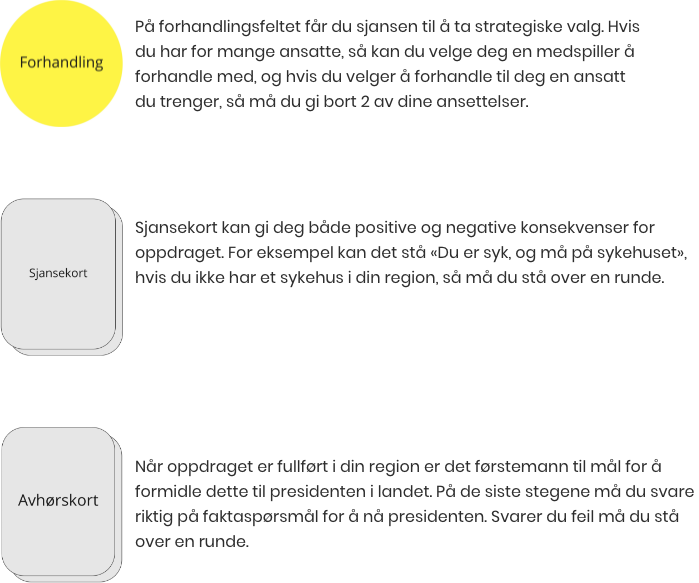 Forhandling
På forhandlingsfeltet får du sjansen til å ta strategiske valg. Hvis
du har for mange ansatte, så kan du velge deg en medspiller å
forhandle med, og hvis du velger å forhandle til deg en ansatt
du trenger, så må du gi bort 2 av dine ansettelser.
Sjansekort
Sjansekort kan gi deg både positive og negative konsekvenser for
oppdraget. For eksempel kan det stå «Du er syk, og må på sykehuset»,
hvis du ikke har et sykehus i din region, så må du stå over en runde.
Avhørskort
Når oppdraget er fullført i din region er det førstemann til mål for å
formidle dette til presidenten i landet. På de siste stegene må du svare
riktig på faktaspørsmål for å nå presidenten. Svarer du feil må du stå
over en runde.